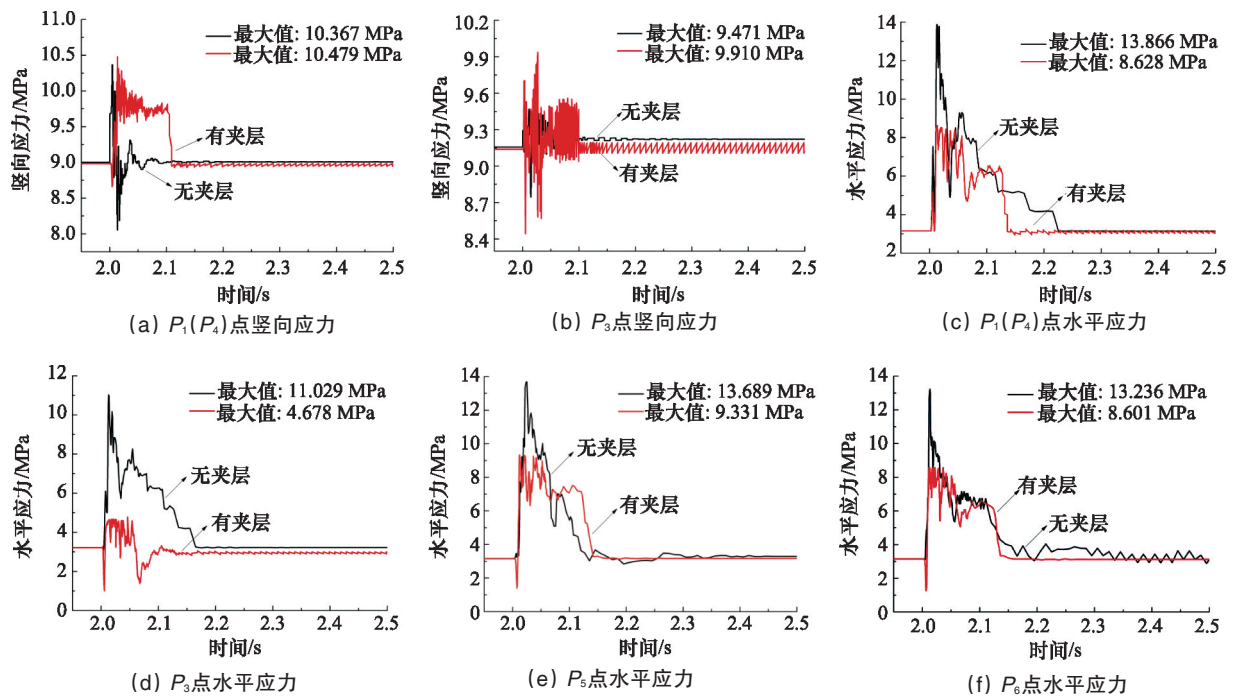 11.0
10.5
10.0
9.5
9.0
8.5
8.0
竖向应力/MPa
最大值: 10.367 MPa
最大值: 10.479 MPa
有夹层
无夹层
2.0 2.1 2.2 2.3 2.4 2.5
时间/s
(a) P₁(P₄)点竖向应力
10.2
9.9
9.6
9.3
9.0
8.7
8.4
竖向应力/MPa
最大值: 9.471 MPa
最大值: 9.910 MPa
无夹层
有夹层
2.0 2.1 2.2 2.3 2.4 2.5
时间/s
(b) P₃点竖向应力
14
12
10
8
6
4
2
水平应力/MPa
最大值: 13.866 MPa
最大值: 8.628 MPa
无夹层
有夹层
2.0 2.1 2.2 2.3 2.4 2.5
时间/s
(c) P₁(P₄)点水平应力
12
10
8
6
4
2
0
水平应力/MPa
最大值: 11.029 MPa
最大值: 4.678 MPa
无夹层
有夹层
2.0 2.1 2.2 2.3 2.4 2.5
时间/s
(d) P₃点水平应力
14
12
10
8
6
4
2
0
水平应力/MPa
最大值: 13.689 MPa
最大值: 9.331 MPa
无夹层
有夹层
2.0 2.1 2.2 2.3 2.4 2.5
时间/s
(e) P₅点水平应力
14
12
10
8
6
4
2
0
水平应力/MPa
最大值: 13.236 MPa
最大值: 8.601 MPa
有夹层
无夹层
2.0 2.1 2.2 2.3 2.4 2.5
时间/s
(f) P₆点水平应力